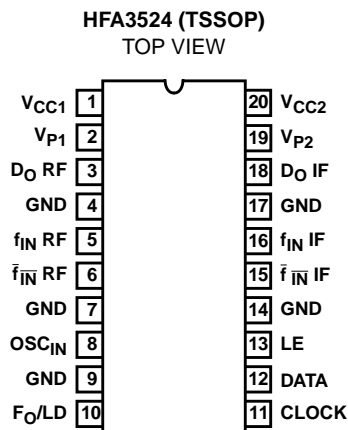 HFA3524 (TSSOP)
TOP VIEW
VCC1 1 20 VCC2
VP1 2 19 VP2
DO RF 3 18 DO IF
GND 4 17 GND
fIN RF 5 16 fIN IF
f̄ I̅N̅ RF 6 15 f̄ I̅N̅ IF
GND 7 14 GND
OSCIN 8 13 LE
GND 9 12 DATA
FO/LD 10 11 CLOCK